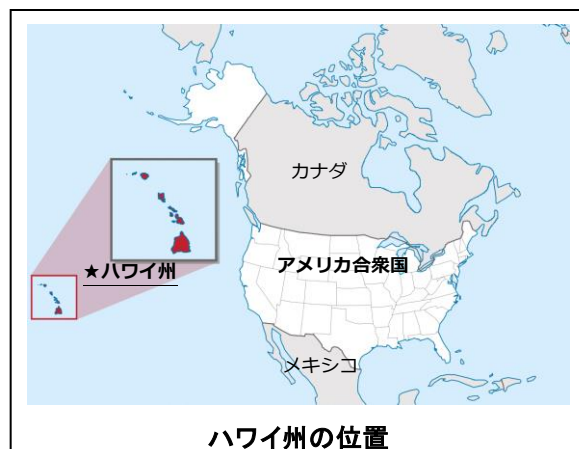 カナダ
アメリカ合衆国
★ハワイ州
メキシコ
ハワイ州の位置